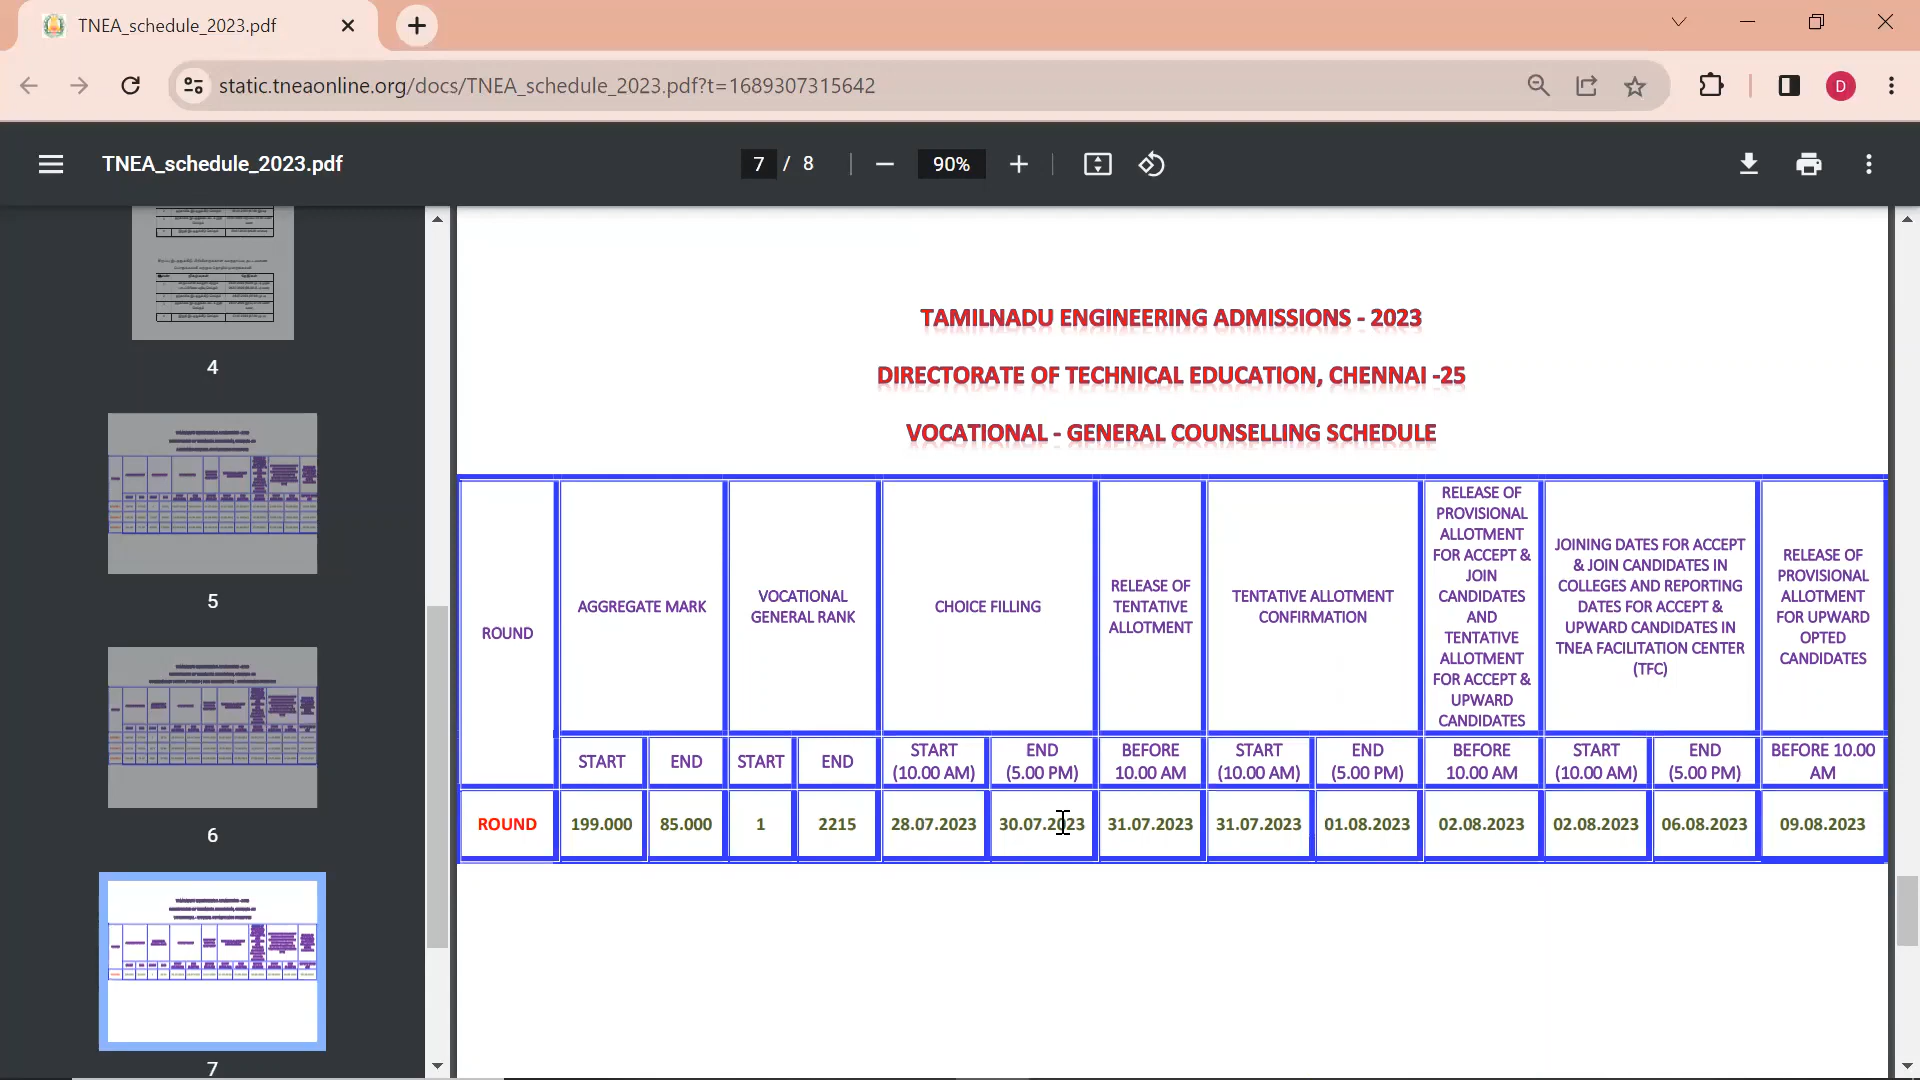 TNEA_schedule_2023.pdf
static.tneaonline.org/docs/TNEA_schedule_2023.pdf?t=1689307315642
D
TNEA_schedule_2023.pdf
7 / 8
90%
4
5
6
7
TAMILNADU ENGINEERING ADMISSIONS - 2023
DIRECTORATE OF TECHNICAL EDUCATION, CHENNAI -25
VOCATIONAL - GENERAL COUNSELLING SCHEDULE
ROUND
AGGREGATE MARK
VOCATIONAL
GENERAL RANK
CHOICE FILLING
RELEASE OF
TENTATIVE
ALLOTMENT
TENTATIVE ALLOTMENT
CONFIRMATION
RELEASE OF
PROVISIONAL
ALLOTMENT
FOR ACCEPT &
JOIN
CANDIDATES
AND
TENTATIVE
ALLOTMENT
FOR ACCEPT &
UPWARD
CANDIDATES
JOINING DATES FOR ACCEPT
& JOIN CANDIDATES IN
COLLEGES AND REPORTING
DATES FOR ACCEPT &
UPWARD CANDIDATES IN
TNEA FACILITATION CENTER
(TFC)
RELEASE OF
PROVISIONAL
ALLOTMENT
FOR UPWARD
OPTED
CANDIDATES
START
END
START
END
START
(10.00 AM)
END
(5.00 PM)
BEFORE
10.00 AM
START
(10.00 AM)
END
(5.00 PM)
BEFORE
10.00 AM
START
(10.00 AM)
END
(5.00 PM)
BEFORE 10.00
AM
ROUND 199.000 85.000 1 2215 28.07.2023 30.07.2023 31.07.2023 31.07.2023 01.08.2023 02.08.2023 02.08.2023 06.08.2023 09.08.2023